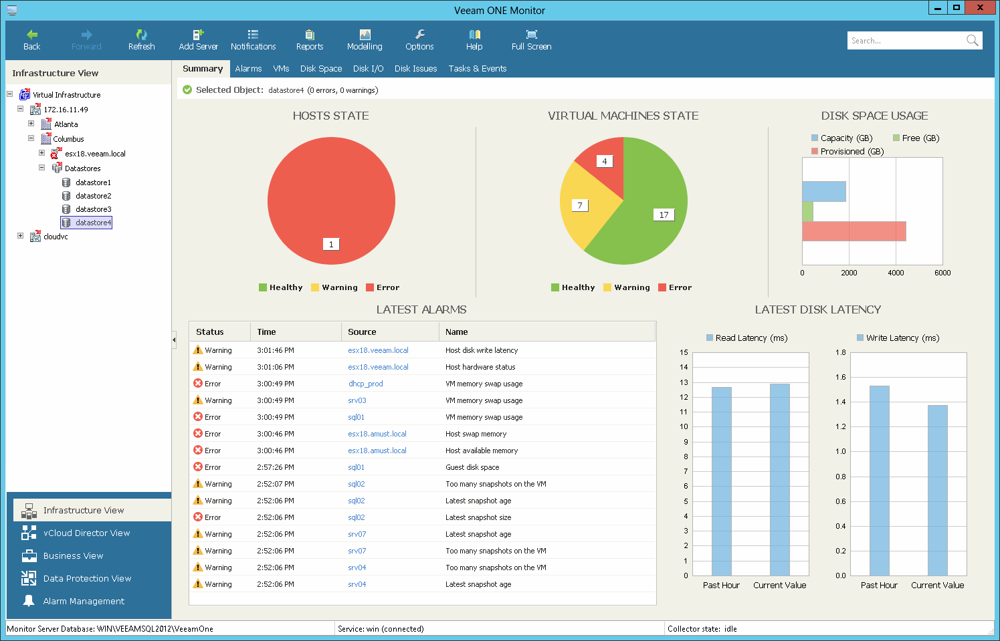 Veeam ONE Monitor
Back Forward Refresh Add Server Notifications Reports Modelling Options Help Full Screen Search...
Infrastructure View
Virtual Infrastructure
172.16.11.49
Atlanta
Columbus
esx18.veeam.local
Datastores
datastore1
datastore2
datastore3
datastore4
cloudvc
Infrastructure View
vCloud Director View
Business View
Data Protection View
Alarm Management
Summary Alarms VMs Disk Space Disk I/O Disk Issues Tasks & Events
Selected Object: datastore4 (0 errors, 0 warnings)
HOSTS STATE
1
Healthy Warning Error
VIRTUAL MACHINES STATE
4
7
17
Healthy Warning Error
DISK SPACE USAGE
Capacity (GB) Free (GB)
Provisioned (GB)
0 2000 4000 6000
LATEST ALARMS
Status Time Source Name
Warning 3:01:46 PM esx18.veeam.local Host disk write latency
Warning 3:01:06 PM esx18.veeam.local Host hardware status
Error 3:00:49 PM dhcp_prod VM memory swap usage
Warning 3:00:49 PM srv03 VM memory swap usage
Error 3:00:49 PM sql01 VM memory swap usage
Error 3:00:46 PM esx18.amust.local Host swap memory
Error 3:00:46 PM esx18.amust.local Host available memory
Error 2:57:26 PM sql01 Guest disk space
Warning 2:52:07 PM sql02 Too many snapshots on the VM
Warning 2:52:06 PM sql02 Latest snapshot age
Error 2:52:06 PM sql02 Latest snapshot size
Warning 2:52:06 PM srv07 Latest snapshot age
Warning 2:52:06 PM srv07 Too many snapshots on the VM
Warning 2:52:06 PM srv04 Too many snapshots on the VM
Warning 2:52:06 PM srv04 Latest snapshot age
LATEST DISK LATENCY
Read Latency (ms)
15
14
13
12
11
10
9
8
7
6
5
4
3
2
1
0
Past Hour Current Value
Write Latency (ms)
1.8
1.6
1.4
1.2
1.0
0.8
0.6
0.4
0.2
0.0
Past Hour Current Value
Monitor Server Database: WIN\VEEAMSQL2012\VeeamOne Service: win (connected) Collector state: idle